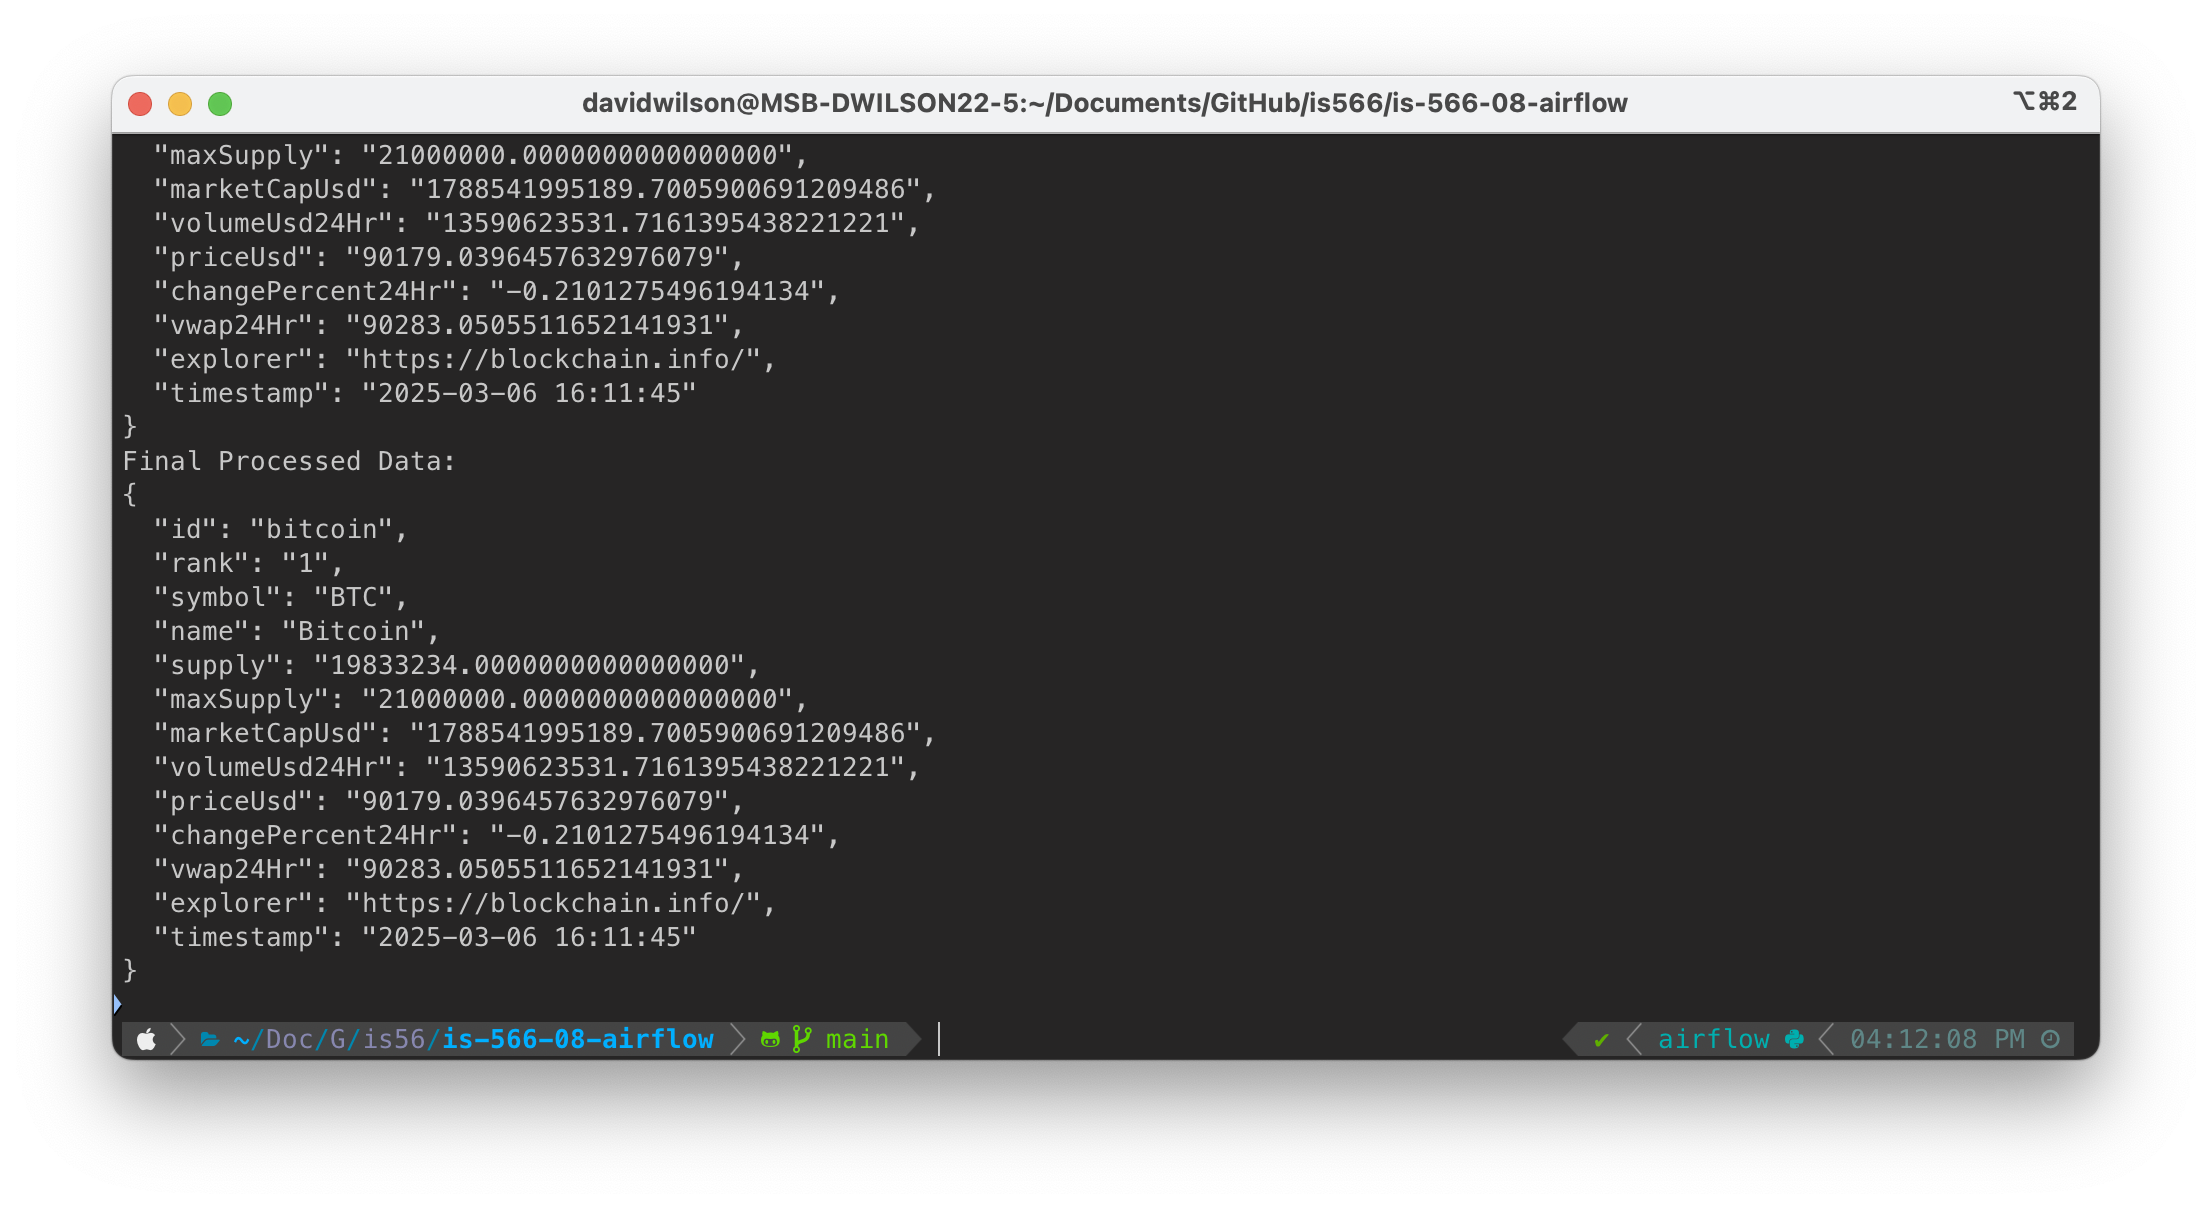 davidwilson@MSB-DWILSON22-5:~/Documents/GitHub/is566/is-566-08-airflow ⌥⌘2
"maxSupply": "21000000.0000000000000000",
"marketCapUsd": "1788541995189.7005900691209486",
"volumeUsd24Hr": "13590623531.7161395438221221",
"priceUsd": "90179.0396457632976079",
"changePercent24Hr": "-0.2101275496194134",
"vwap24Hr": "90283.0505511652141931",
"explorer": "https://blockchain.info/",
"timestamp": "2025-03-06 16:11:45"
}
Final Processed Data:
{
"id": "bitcoin",
"rank": "1",
"symbol": "BTC",
"name": "Bitcoin",
"supply": "19833234.0000000000000000",
"maxSupply": "21000000.0000000000000000",
"marketCapUsd": "1788541995189.7005900691209486",
"volumeUsd24Hr": "13590623531.7161395438221221",
"priceUsd": "90179.0396457632976079",
"changePercent24Hr": "-0.2101275496194134",
"vwap24Hr": "90283.0505511652141931",
"explorer": "https://blockchain.info/",
"timestamp": "2025-03-06 16:11:45"
}
~/Doc/G/is56/is-566-08-airflow main ✔ airflow 04:12:08 PM